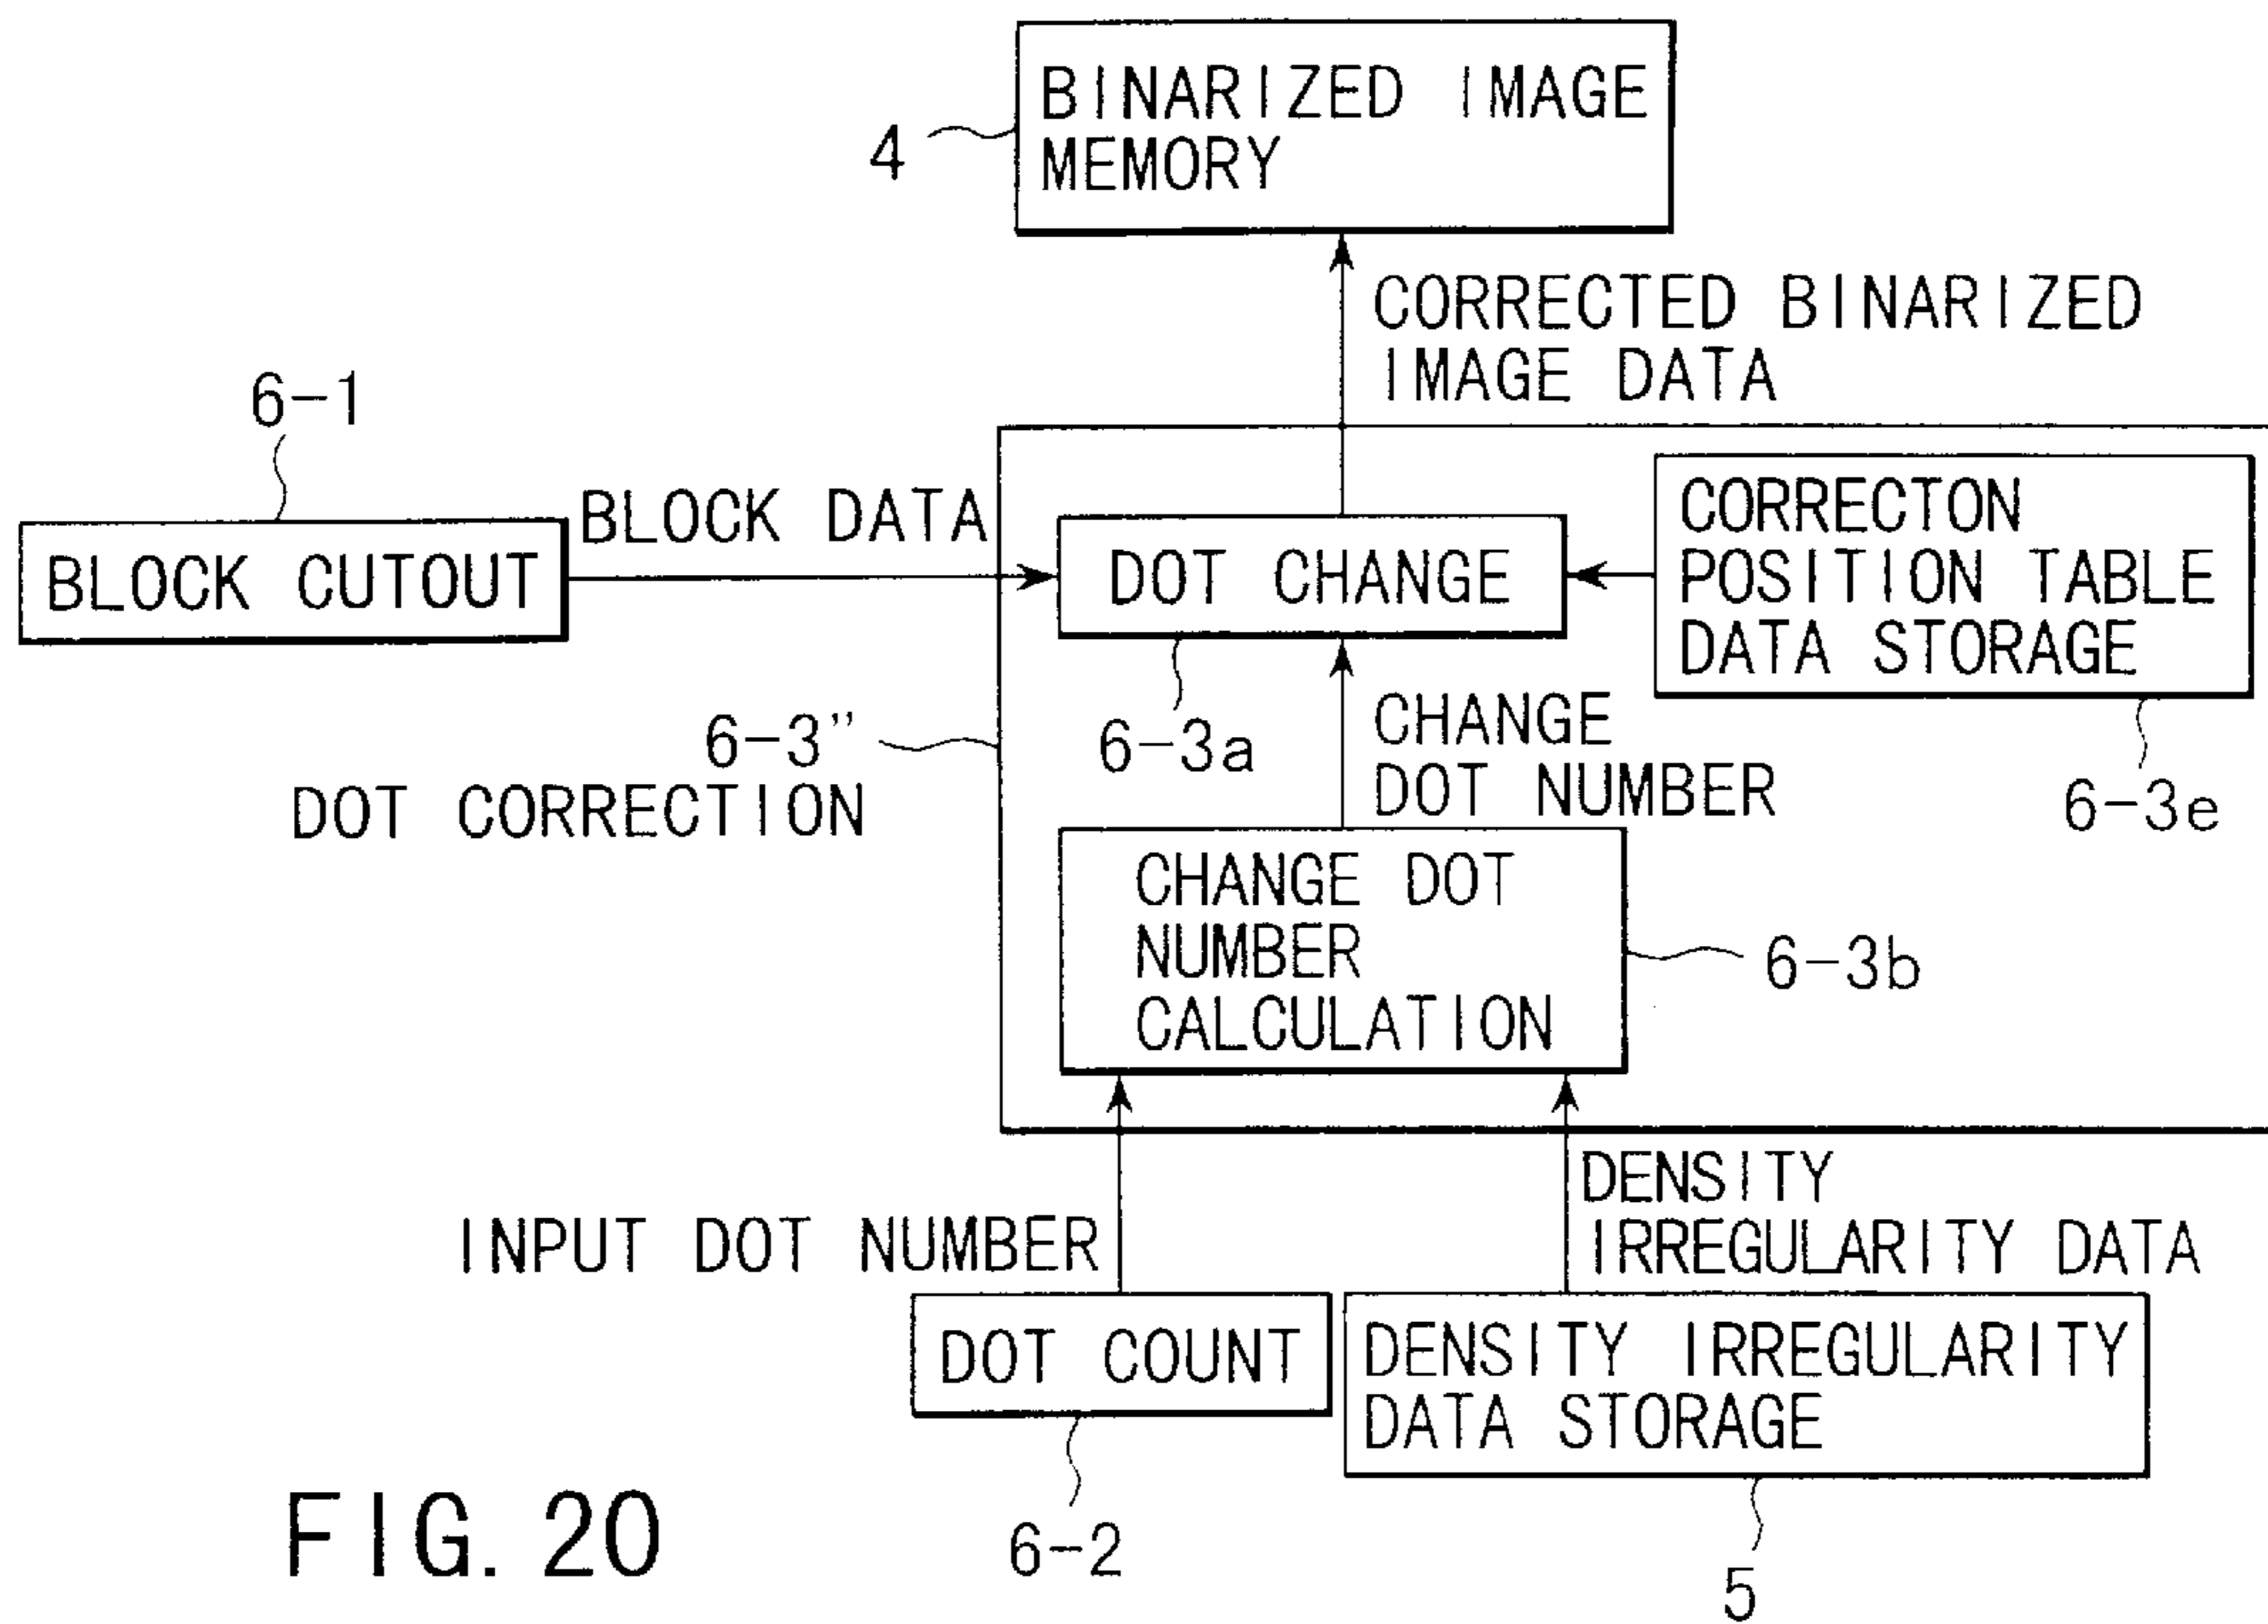 BINARIZED IMAGE
MEMORY
4
CORRECTED BINARIZED
IMAGE DATA
6-1
BLOCK DATA
BLOCK CUTOUT
DOT CHANGE
CORRECTON
POSITION TABLE
DATA STORAGE
6-3"
DOT CORRECTION
6-3a
CHANGE
DOT NUMBER
6-3e
CHANGE DOT
NUMBER
CALCULATION
6-3b
INPUT DOT NUMBER
DENSITY
IRREGULARITY DATA
DOT COUNT
DENSITY IRREGULARITY
DATA STORAGE
6-2
5
FIG. 20